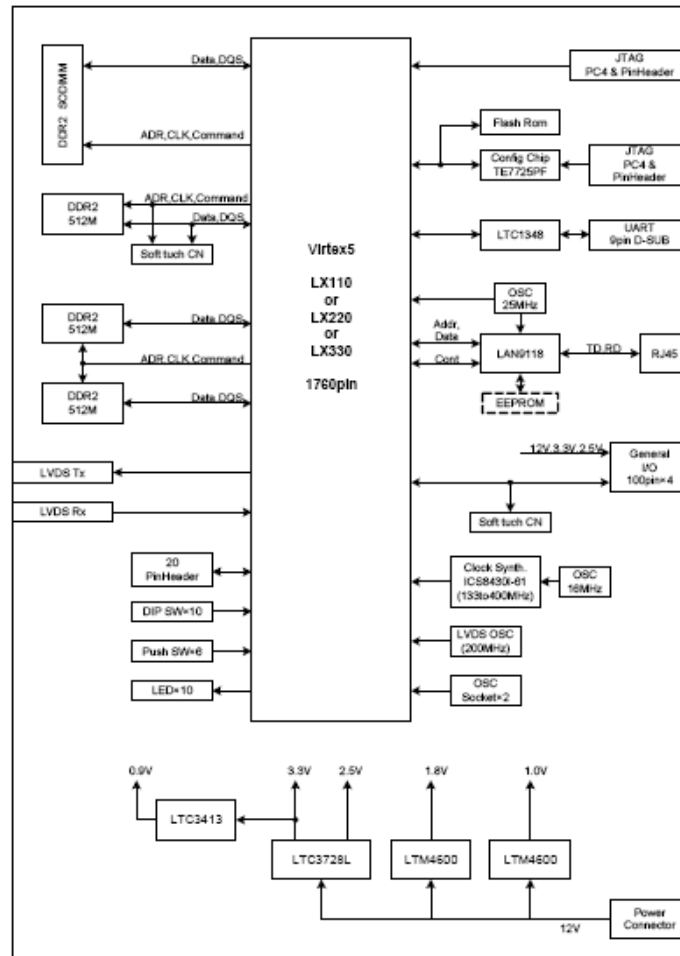 Data,DQS
DDR2 SODIMM
ADR,CLK,Command
JTAG
PC4 & PinHeader
Flash Rom
Config Chip
TE7725PF
JTAG
PC4 &
PinHeader
DDR2
512M
ADR,CLK,Command
Data,DQS
Soft tuch CN
LTC1348
UART
9pin D-SUB
Virtex5
LX110
or
LX220
or
LX330
1760pin
OSC
25MHz
DDR2
512M
Data,DQS
ADR,CLK,Command
DDR2
512M
Data,DQS
Addr,
Data
Cont
LAN9118
TD,RD
RJ45
EEPROM
LVDS Tx
LVDS Rx
12V,3.3V,2.5V
General
I/O
100pin×4
Soft tuch CN
20
PinHeader
DIP SW×10
Push SW×6
LED×10
Clock Synth.
ICS8430I-61
(133to400MHz)
OSC
16MHz
LVDS OSC
(200MHz)
OSC
Socket×2
0.9V
3.3V
2.5V
1.8V
1.0V
LTC3413
LTC3728L
LTM4600
LTM4600
12V
Power
Connector